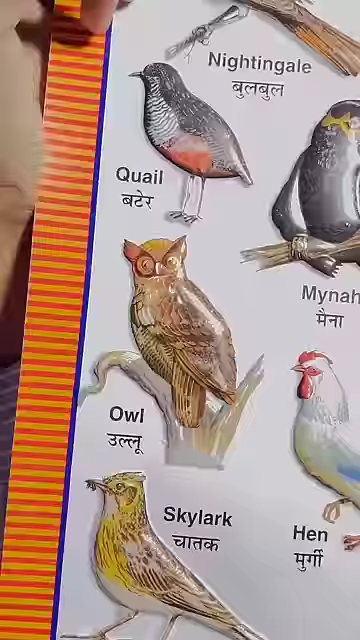 Nightingale
बुलबुल
Quail
बटेर
Mynah
मैना
Owl
उल्लू
Skylark
चातक
Hen
मुर्गी